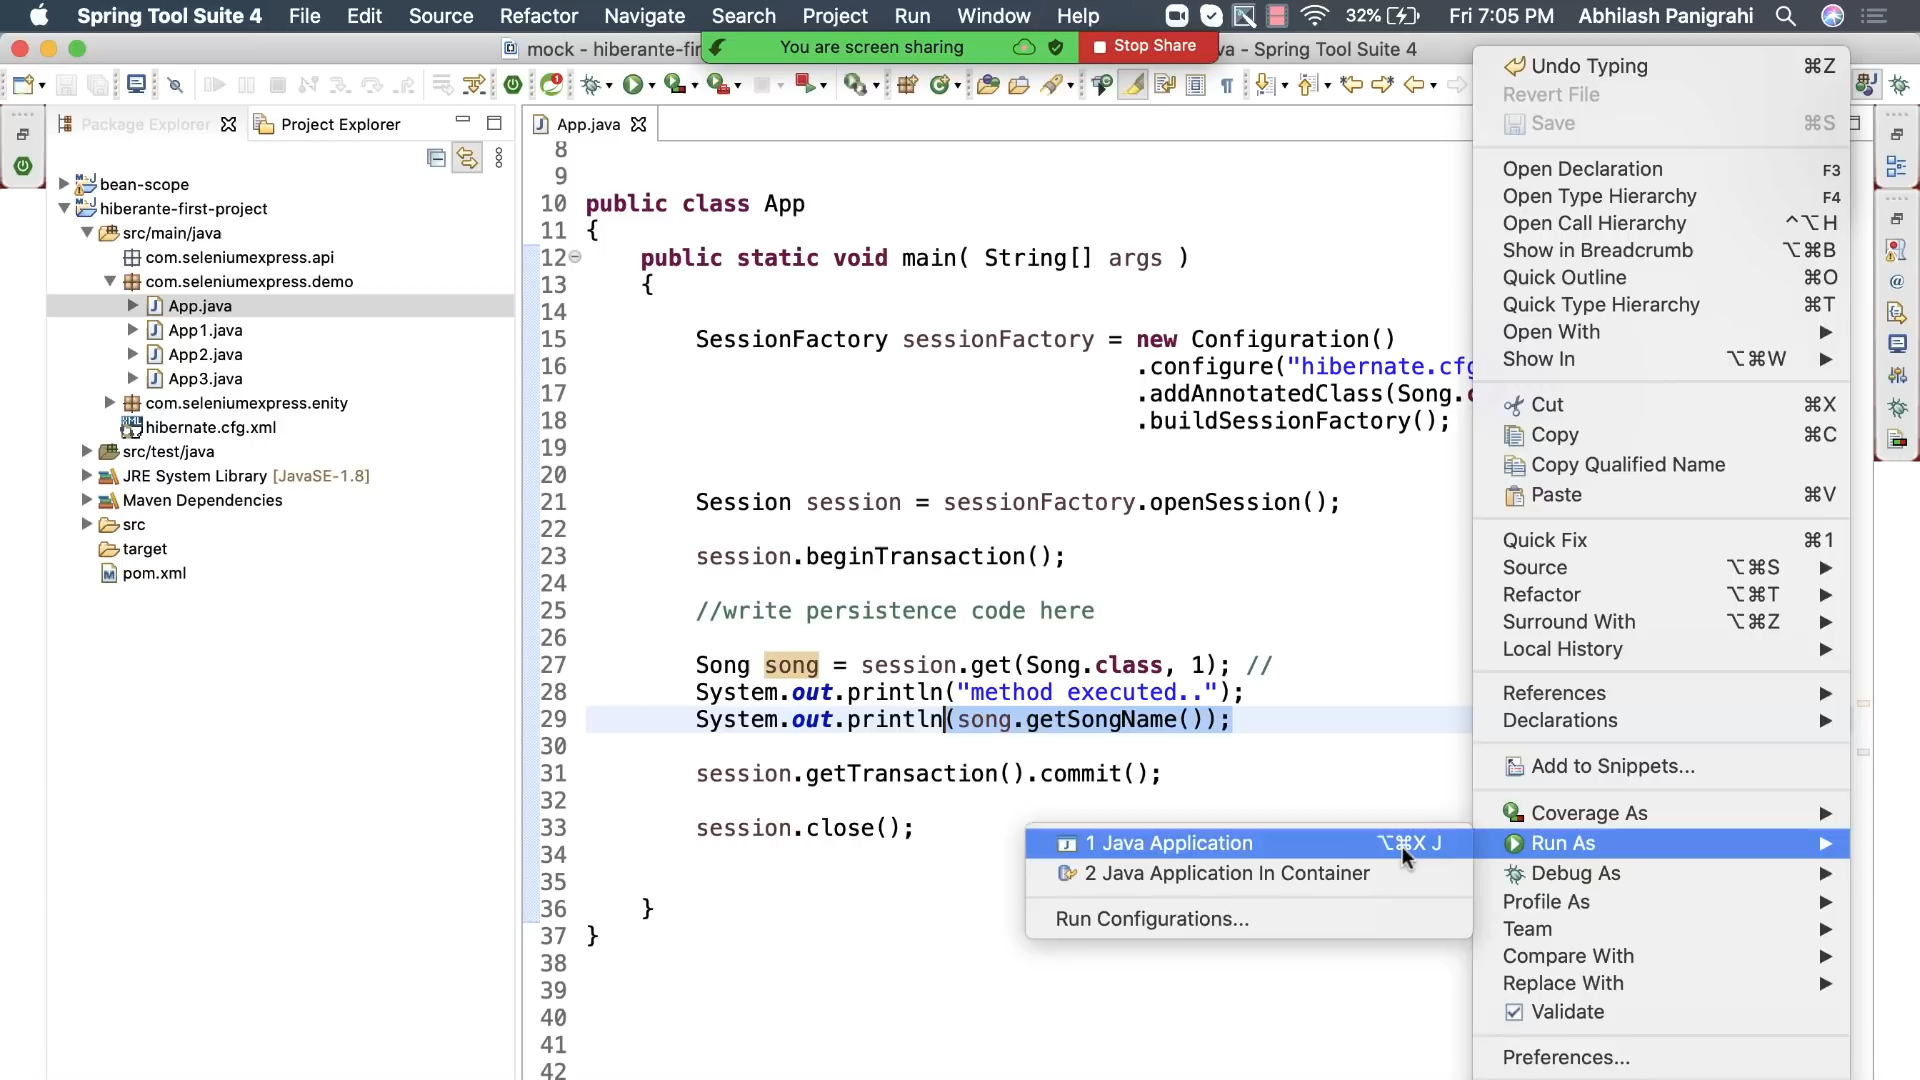 Spring Tool Suite 4 File Edit Source Refactor Navigate Search Project Run Window Help 32% Fri 7:05 PM Abhilash Panigrahi
mock - hiberante-fir
You are screen sharing
Stop Share
va - Spring Tool Suite 4
Package Explorer
Project Explorer
bean-scope
hiberante-first-project
src/main/java
com.seleniumexpress.api
com.seleniumexpress.demo
App.java
App1.java
App2.java
App3.java
com.seleniumexpress.enity
hibernate.cfg.xml
src/test/java
JRE System Library [JavaSE-1.8]
Maven Dependencies
src
target
pom.xml
App.java
8
9
10 public class App
11 {
12 public static void main( String[] args )
13 {
14
15 SessionFactory sessionFactory = new Configuration()
16 .configure("hibernate.cfg
17 .addAnnotatedClass(Song.c
18 .buildSessionFactory();
19
20
21 Session session = sessionFactory.openSession();
22
23 session.beginTransaction();
24
25 //write persistence code here
26
27 Song song = session.get(Song.class, 1); //
28 System.out.println("method executed..");
29 System.out.println(song.getSongName());
30
31 session.getTransaction().commit();
32
33 session.close();
34
35
36 }
37 }
38
39
40
41
42
Undo Typing ⌘Z
Revert File
Save ⌘S
Open Declaration F3
Open Type Hierarchy F4
Open Call Hierarchy ^⌥H
Show in Breadcrumb ⌥⌘B
Quick Outline ⌘O
Quick Type Hierarchy ⌘T
Open With
Show In ⌥⌘W
Cut ⌘X
Copy ⌘C
Copy Qualified Name
Paste ⌘V
Quick Fix ⌘1
Source ⌥⌘S
Refactor ⌥⌘T
Surround With ⌥⌘Z
Local History
References
Declarations
Add to Snippets...
Coverage As
Run As
Debug As
Profile As
Team
Compare With
Replace With
Validate
Preferences...
1 Java Application ⌥⌘X J
2 Java Application In Container
Run Configurations...